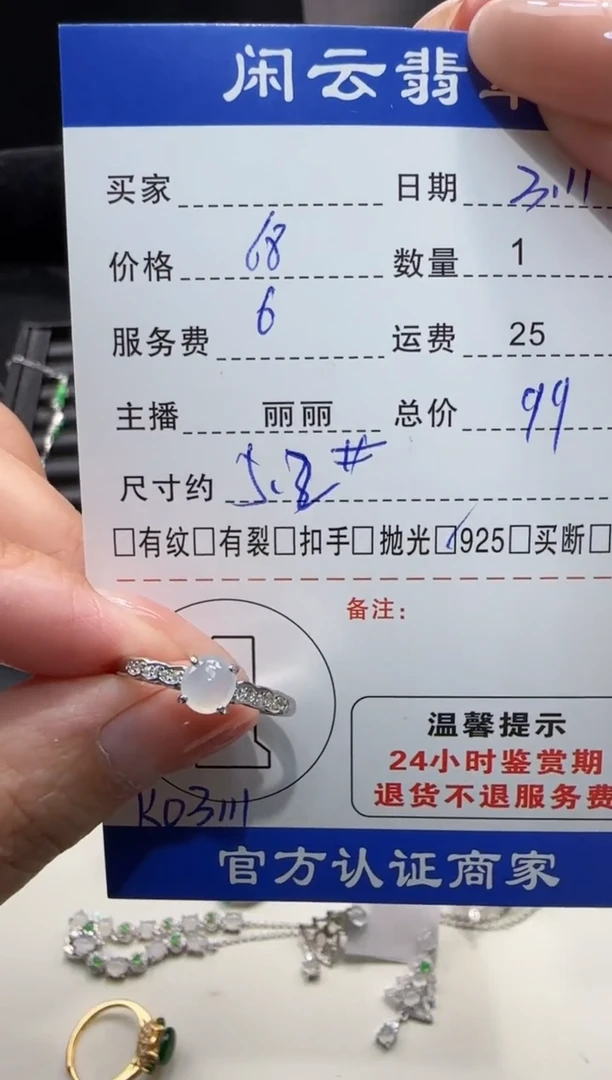 闲云翡
买家 日期 3.11
价格 68 数量 1
服务费 6 运费 25
主播 丽丽 总价 99
尺寸约 5.2#
□有纹□有裂□扣手□抛光☑925□买断□
备注：
温馨提示
24小时鉴赏期
退货不退服务费
KD3111
官方认证商家